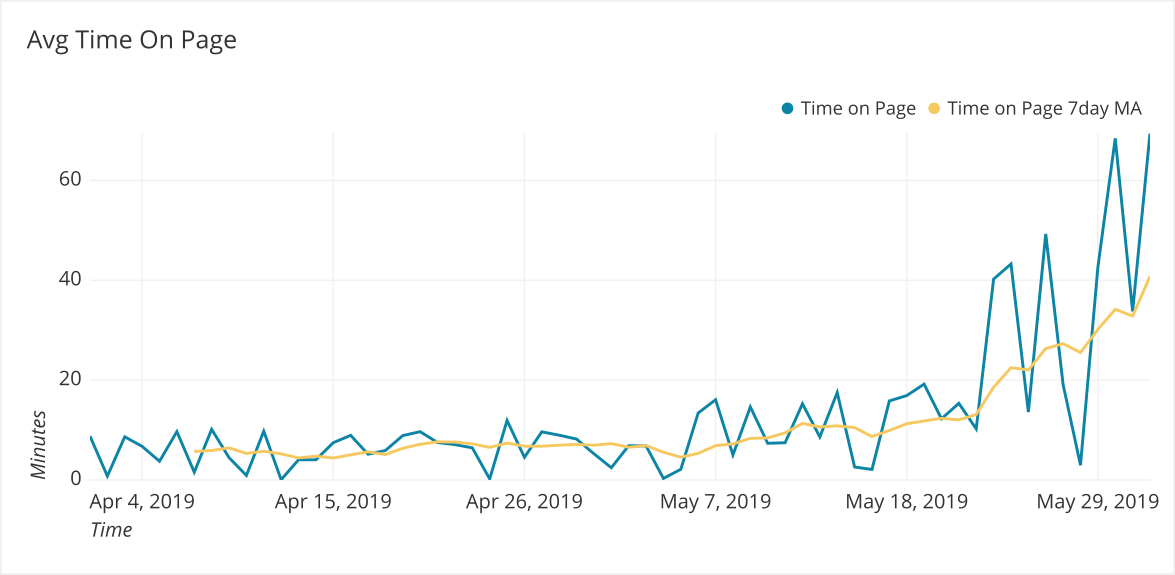 Avg Time On Page
Time on Page Time on Page 7day MA
60
40
20
0
Minutes
Apr 4, 2019 Apr 15, 2019 Apr 26, 2019 May 7, 2019 May 18, 2019 May 29, 2019
Time